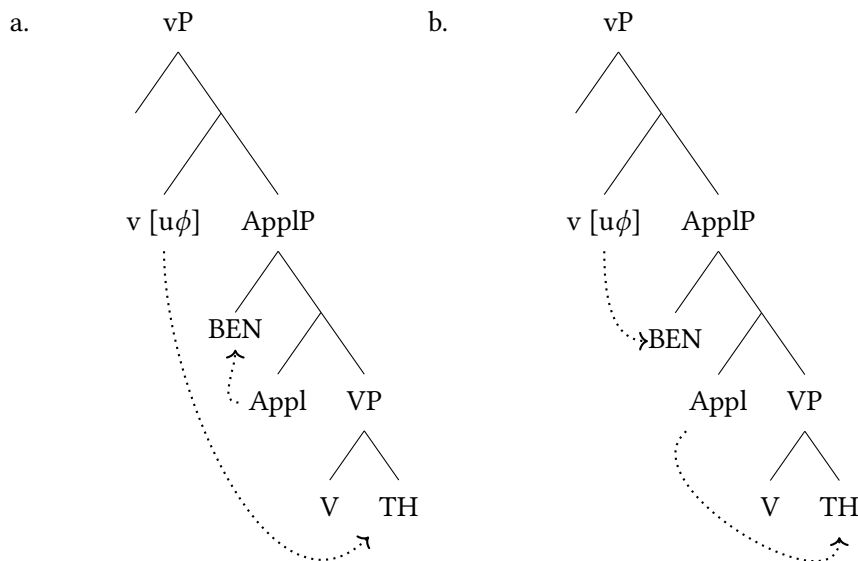 a. vP b. vP
v [uϕ] ApplP v [uϕ] ApplP
BEN BEN
Appl VP Appl VP
V TH V TH